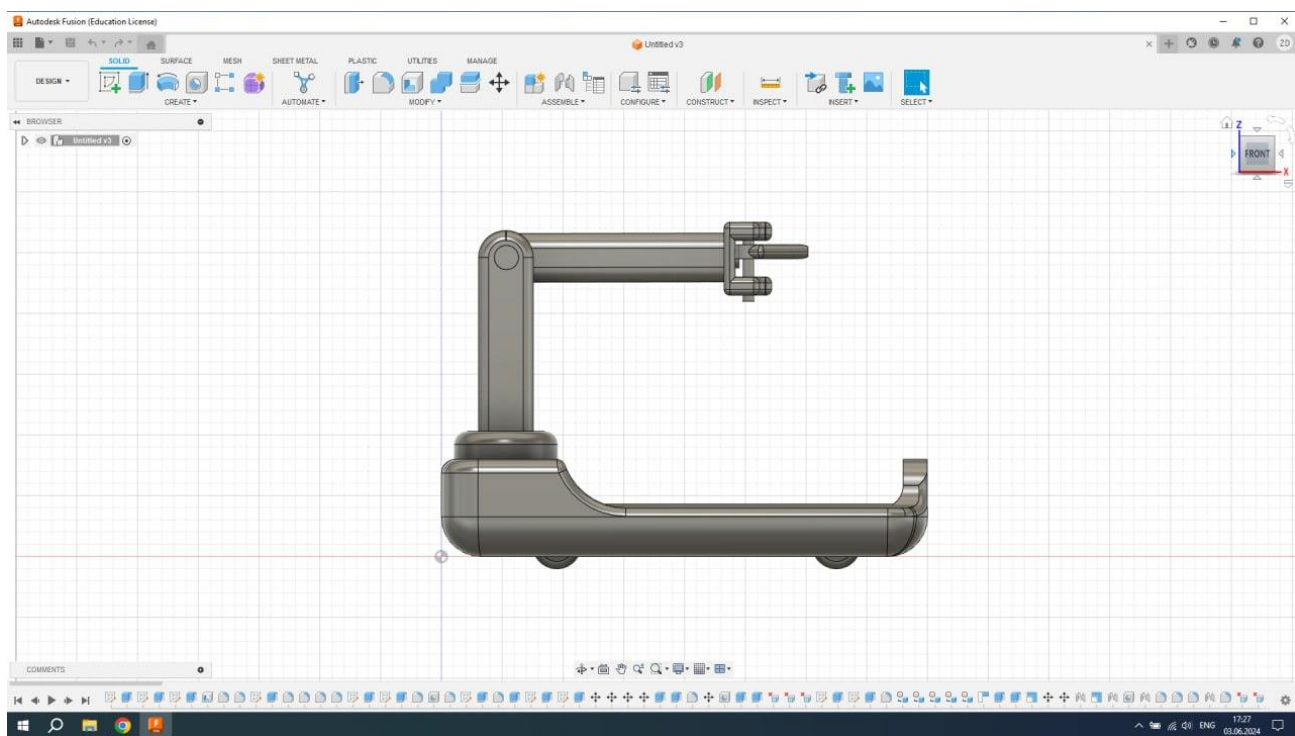 Autodesk Fusion (Education License)
Untitled v3
ZD
SOLID SURFACE MESH SHEET METAL PLASTIC UTILITIES MANAGE
DESIGN
CREATE AUTOMATE MODIFY ASSEMBLE CONFIGURE CONSTRUCT INSPECT INSERT SELECT
BROWSER
Untitled v3
Z
FRONT
X
COMMENTS
ENG
17:27
03.06.2024